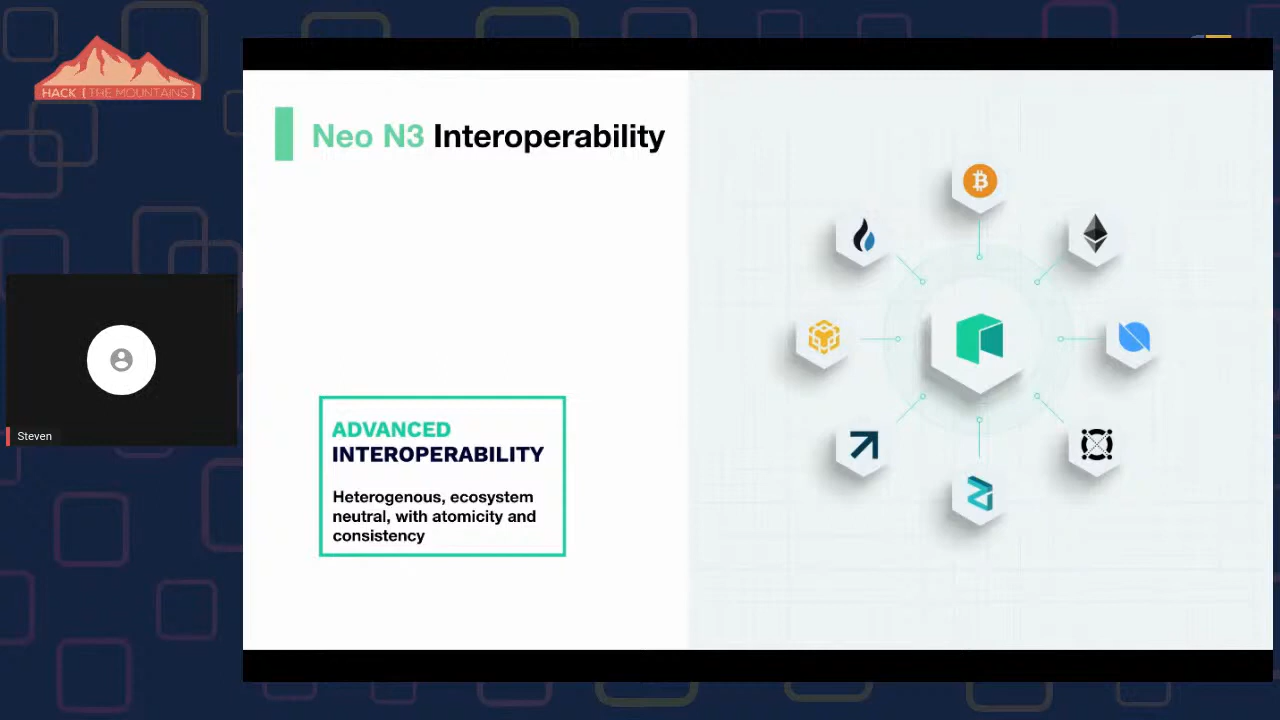 HACK {THE MOUNTAINS}
Neo N3 Interoperability
ADVANCED
INTEROPERABILITY
Heterogenous, ecosystem
neutral, with atomicity and
consistency
Steven